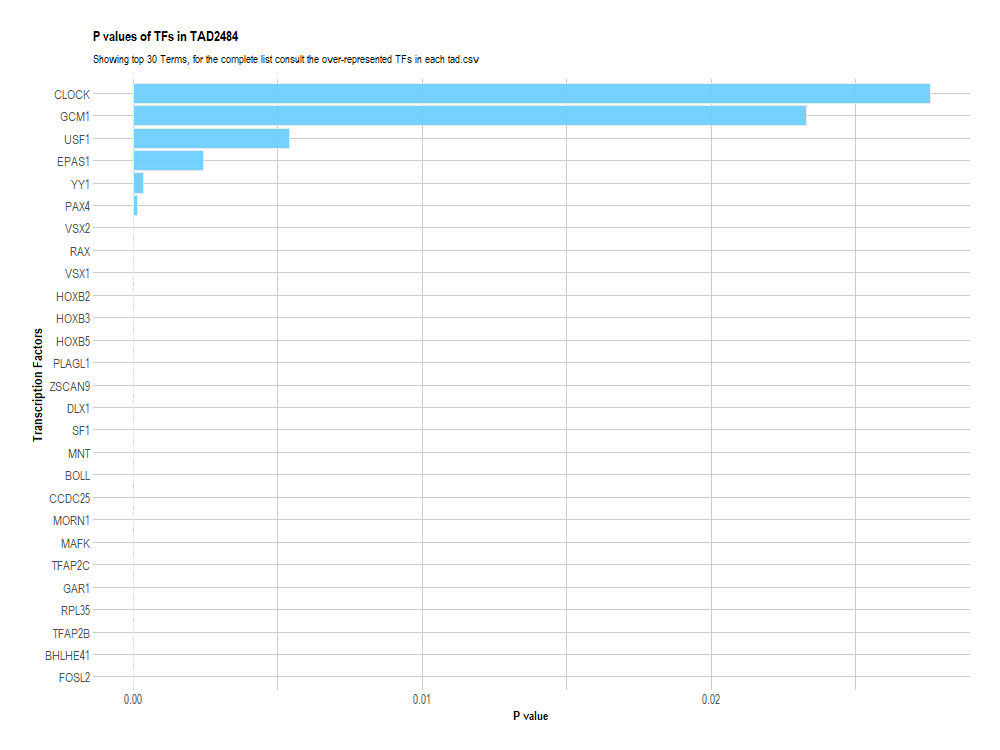 P values of TFs in TAD2484
Showing top 30 Terms, for the complete list consult the over-represented TFs in each tad.csv
Transcription Factors
CLOCK
GCM1
USF1
EPAS1
YY1
PAX4
VSX2
RAX
VSX1
HOXB2
HOXB3
HOXB5
PLAGL1
ZSCAN9
DLX1
SF1
MNT
BOLL
CCDC25
MORN1
MAFK
TFAP2C
GAR1
RPL35
TFAP2B
BHLHE41
FOSL2
0.00 0.01 0.02
P value